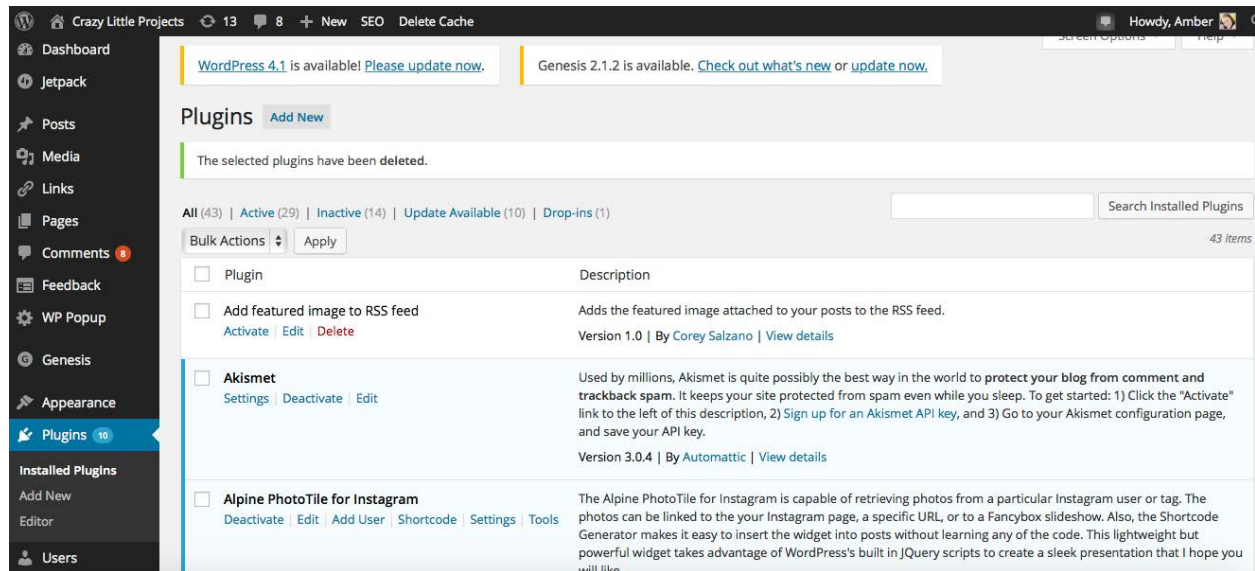 Crazy Little Projects 13 8 + New SEO Delete Cache Howdy, Amber
Dashboard
Jetpack
Posts
Media
Links
Pages
Comments 8
Feedback
WP Popup
Genesis
Appearance
Plugins 10
Installed Plugins
Add New
Editor
Users
Screen Options Help
WordPress 4.1 is available! Please update now.
Genesis 2.1.2 is available. Check out what's new or update now.
Plugins Add New
The selected plugins have been deleted.
All (43) | Active (29) | Inactive (14) | Update Available (10) | Drop-ins (1)
Search Installed Plugins
Bulk Actions Apply
43 items
Plugin Description
Add featured image to RSS feed
Activate | Edit | Delete
Adds the featured image attached to your posts to the RSS feed.
Version 1.0 | By Corey Salzano | View details
Akismet
Settings | Deactivate | Edit
Used by millions, Akismet is quite possibly the best way in the world to protect your blog from comment and
trackback spam. It keeps your site protected from spam even while you sleep. To get started: 1) Click the "Activate"
link to the left of this description, 2) Sign up for an Akismet API key, and 3) Go to your Akismet configuration page,
and save your API key.
Version 3.0.4 | By Automattic | View details
Alpine PhotoTile for Instagram
Deactivate | Edit | Add User | Shortcode | Settings | Tools
The Alpine PhotoTile for Instagram is capable of retrieving photos from a particular Instagram user or tag. The
photos can be linked to the your Instagram page, a specific URL, or to a Fancybox slideshow. Also, the Shortcode
Generator makes it easy to insert the widget into posts without learning any of the code. This lightweight but
powerful widget takes advantage of WordPress's built in JQuery scripts to create a sleek presentation that I hope you
will like.